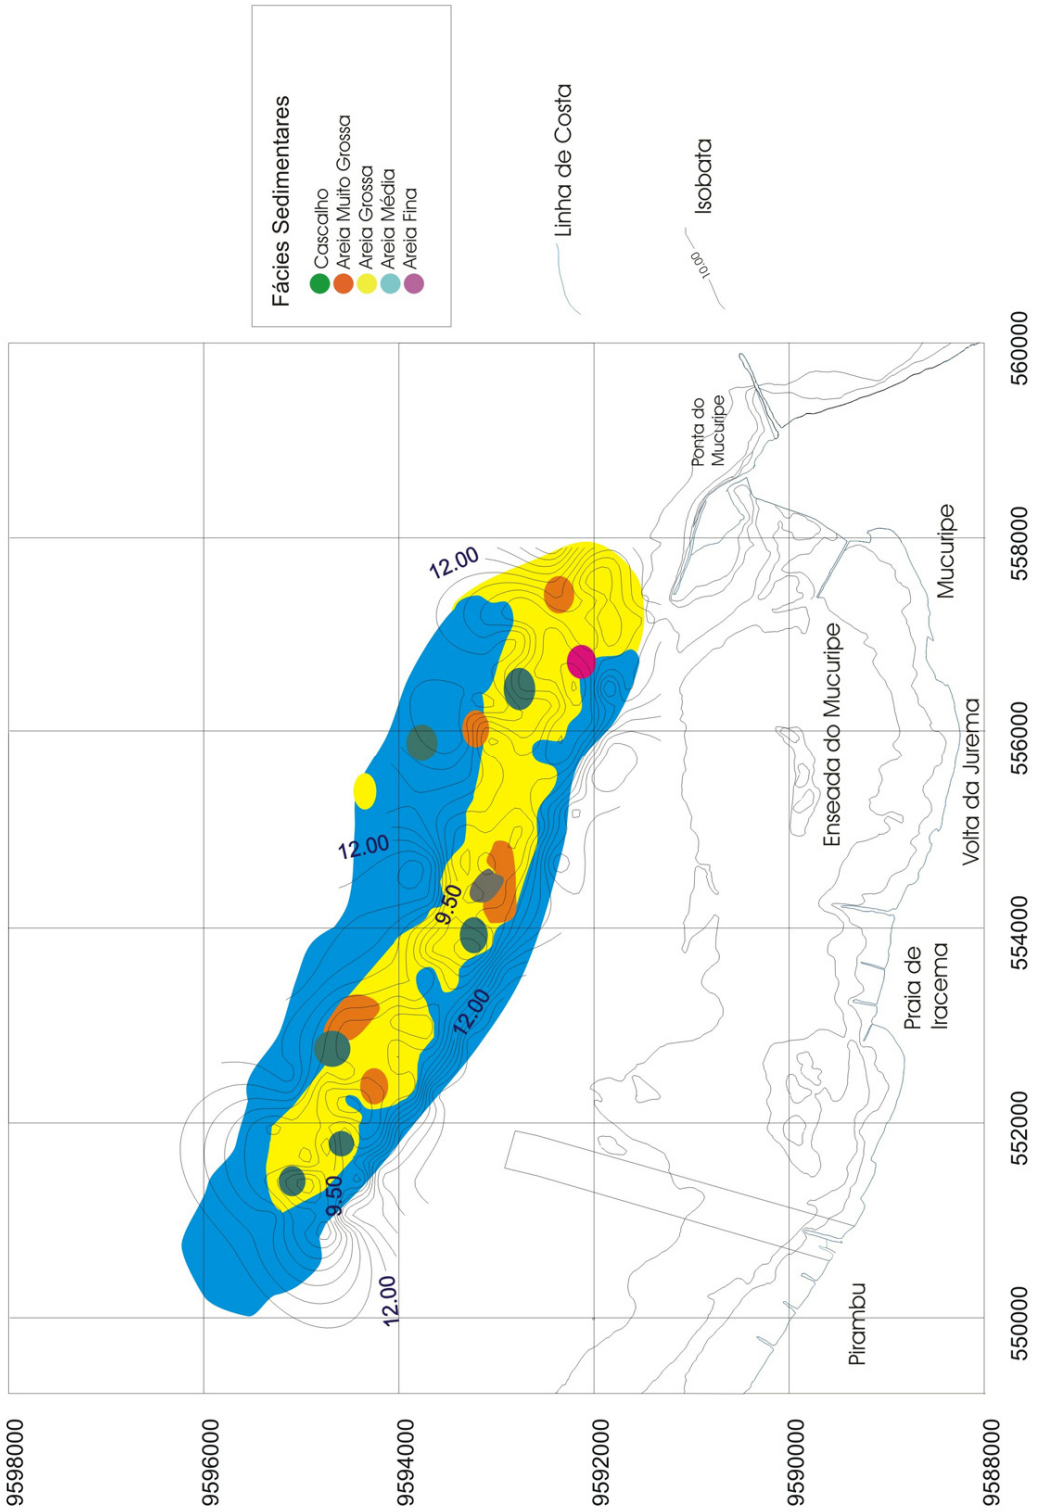 Fácies Sedimentares
Cascalho
Areia Muito Grossa
Areia Grossa
Areia Média
Areia Fina
Linha de Costa
10.00
Isobata
9598000
9596000
9594000
9592000
9590000
9588000
550000
552000
554000
556000
558000
560000
12.00
9.50
12.00
12.00
9.50
12.00
Ponta do
Mucuripe
Enseada do Mucuripe
Mucuripe
Volta da Jurema
Praia de
Iracema
Pirambu